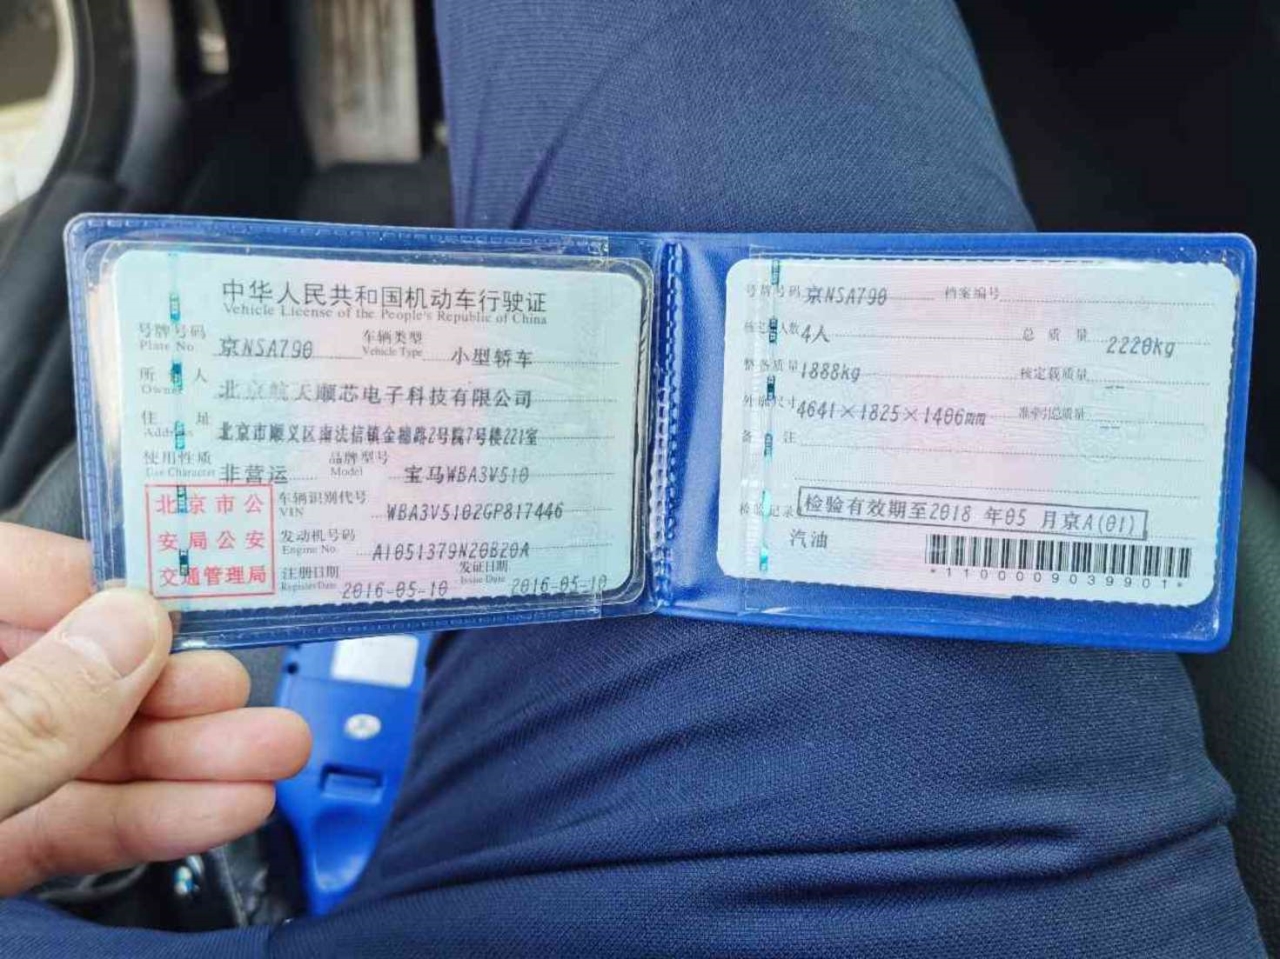 中华人民共和国机动车行驶证
Vehicle License of the People's Republic of China
号牌号码 京NSA790 车辆类型 小型轿车
Plate No. Vehicle Type
所 人 北京航天顺芯电子科技有限公司
Owner
住 址 北京市顺义区南法信镇金穗路2号院7号楼221室
Address
使用性质 非营运 品牌型号 宝马WBA3V510
Use Character Model
北京市公
安局公安
交通管理局
车辆识别代号 WBA3V5102GP817446
VIN
发动机号码 A1051379N20B20A
Engine No.
注册日期 2016-05-10 发证日期 2016-05-10
Register Date Issue Date
号牌号码 京NSA790 档案编号
核定人数 4人 总质量 2220kg
整备质量 1888kg 核定载质量 --
外廓尺寸 4641×1825×1406mm 准牵引总质量 --
备 注
检验记录 检验有效期至2018 年05 月京A(01)
汽油
*1100009039901*